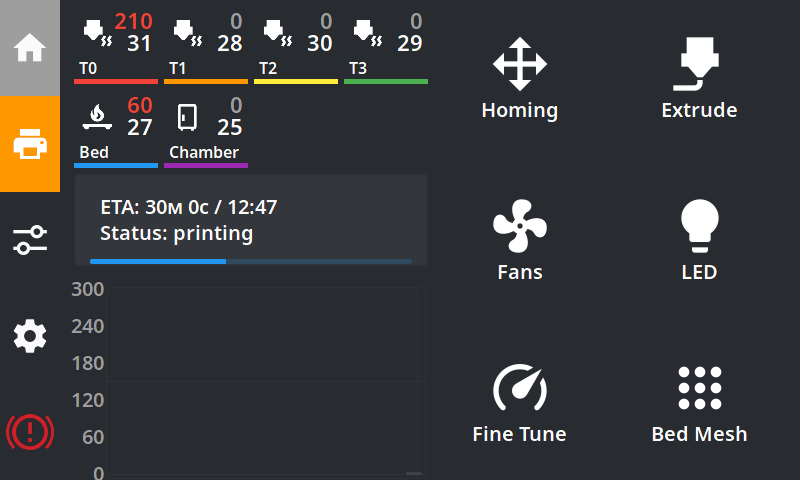 210 0 0 0
31 28 30 29
T0 T1 T2 T3
60 0
27 25
Bed Chamber
ETA: 30м 0с / 12:47
Status: printing
300
240
180
120
60
0
Homing Extrude
Fans LED
Fine Tune Bed Mesh